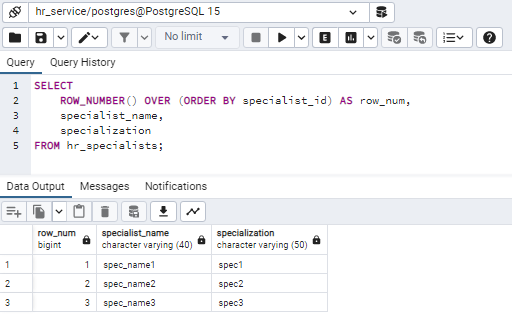 hr_service/postgres@PostgreSQL 15
No limit
E
Query Query History
1 SELECT
2 ROW_NUMBER() OVER (ORDER BY specialist_id) AS row_num,
3 specialist_name,
4 specialization
5 FROM hr_specialists;
Data Output Messages Notifications
row_num specialist_name specialization
bigint character varying (40) character varying (50)
1 1 spec_name1 spec1
2 2 spec_name2 spec2
3 3 spec_name3 spec3